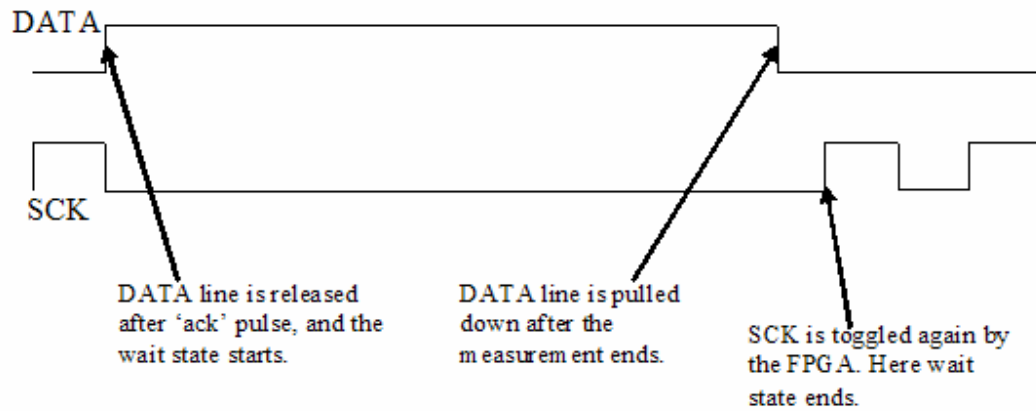 DATA
SCK
DATA line is released
after ‘ack’ pulse, and the
wait state starts.
DATA line is pulled
down after the
measurement ends.
SCK is toggled again by
the FPGA. Here wait
state ends.